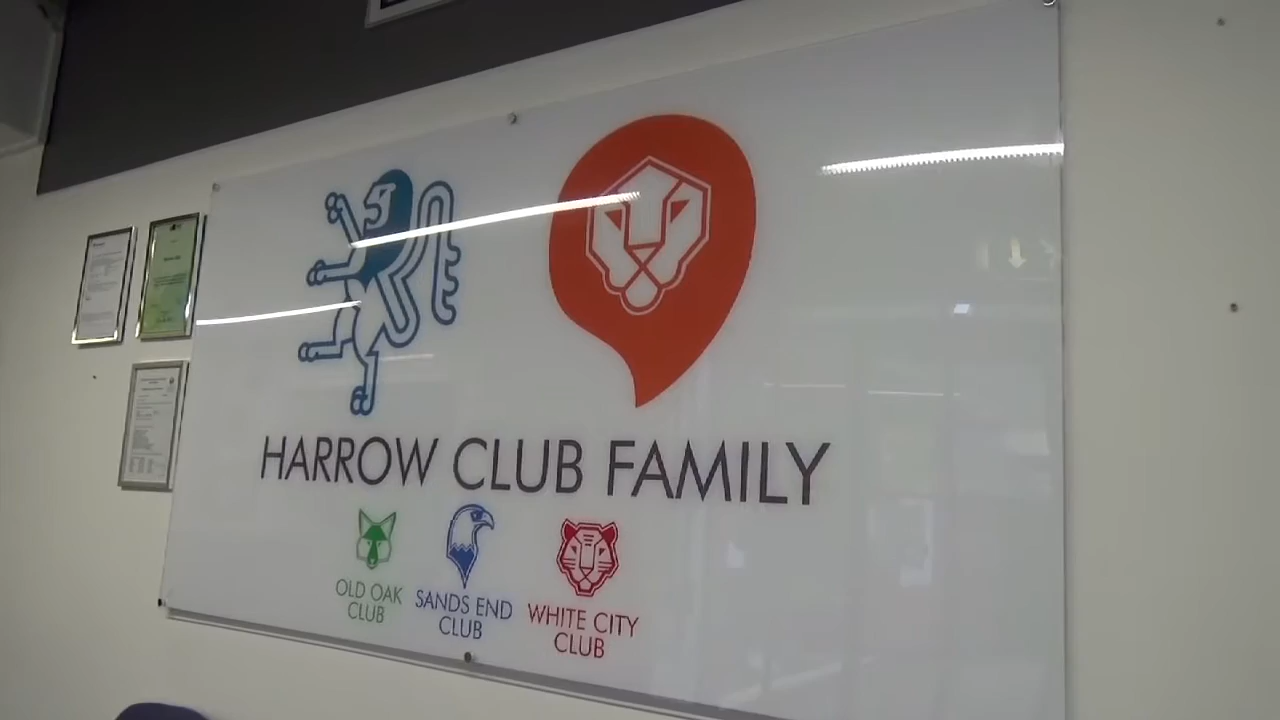 HARROW CLUB FAMILY
OLD OAK
CLUB
SANDS END
CLUB
WHITE CITY
CLUB